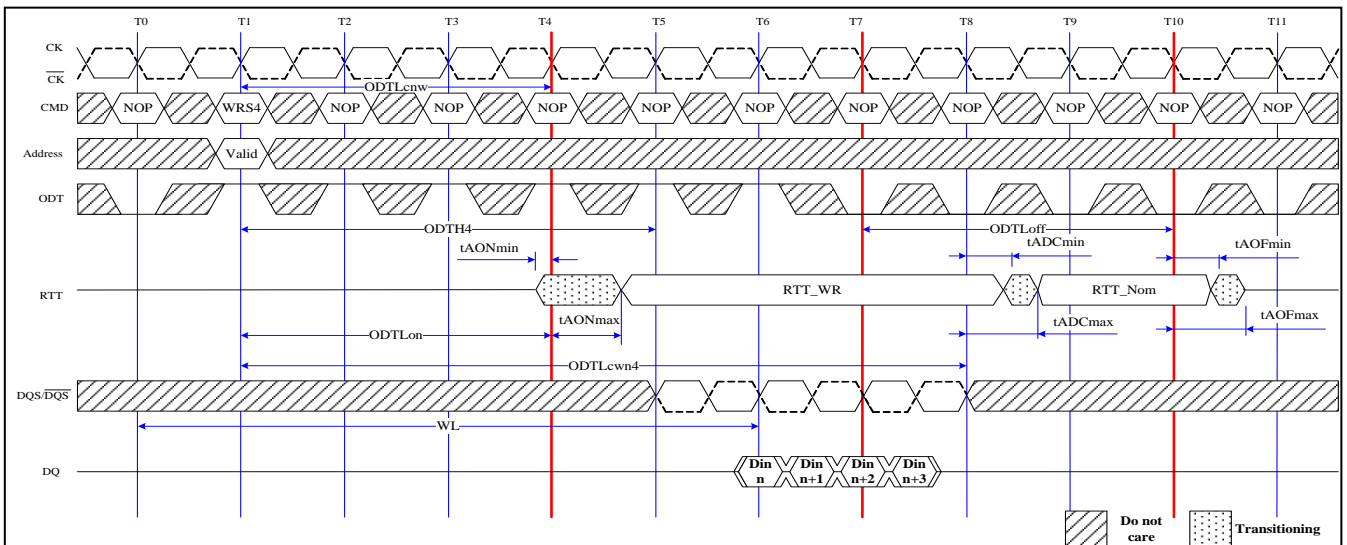 T0 T1 T2 T3 T4 T5 T6 T7 T8 T9 T10 T11
CK
CK
ODTLcnw
CMD NOP WRS4 NOP NOP NOP NOP NOP NOP NOP NOP NOP NOP
Address Valid
ODT
ODTH4 ODTLoff
tAONmin tADCmin tAOFmin
RTT RTT_WR RTT_Nom
tAONmax tADCmax tAOFmax
ODTLon
ODTLcwn4
DQS/DQS
WL
DQ Din n Din n+1 Din n+2 Din n+3
Do not care Transitioning